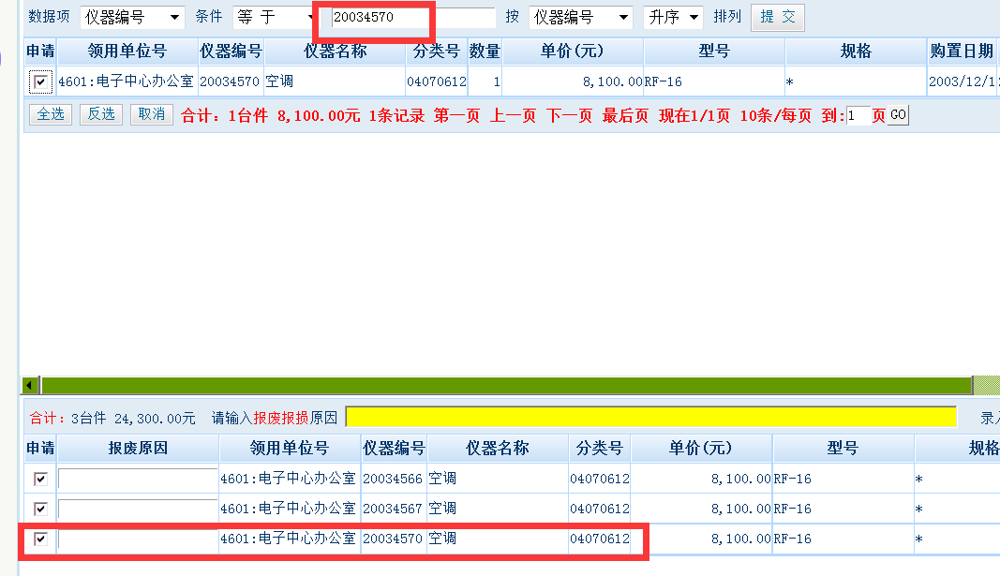 数据项 仪器编号 条件 等 于 20034570 按 仪器编号 升序 排列 提 交
申请 领用单位号 仪器编号 仪器名称 分类号 数量 单价(元) 型号 规格 购置日期
4601:电子中心办公室 20034570 空调 04070612 1 8,100.00 RF-16 * 2003/12/1
全选 反选 取消 合计：1台件 8,100.00元 1条记录 第一页 上一页 下一页 最后页 现在1/1页 10条/每页 到:1 页 GO
合计：3台件 24,300.00元 请输入报废报损原因 录
申请 报废原因 领用单位号 仪器编号 仪器名称 分类号 单价(元) 型号 规格
4601:电子中心办公室 20034566 空调 04070612 8,100.00 RF-16 *
4601:电子中心办公室 20034567 空调 04070612 8,100.00 RF-16 *
4601:电子中心办公室 20034570 空调 04070612 8,100.00 RF-16 *